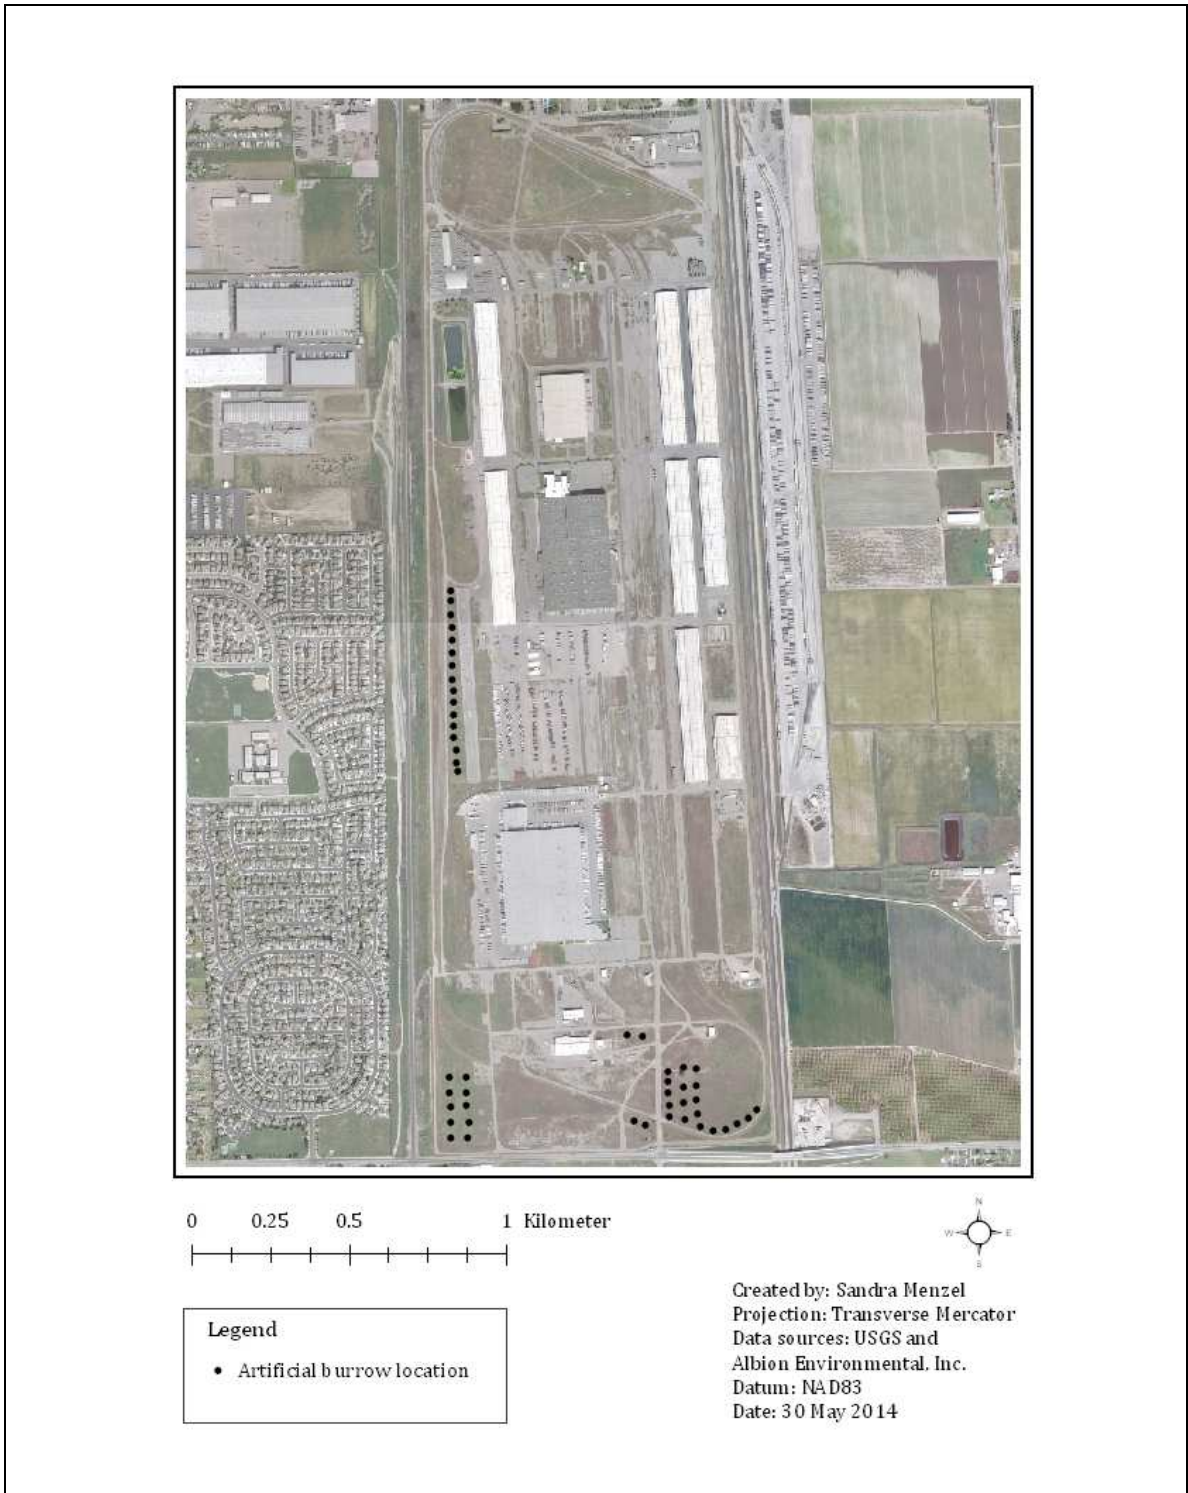 0 0.25 0.5 1 Kilometer
N
W E
S
Created by: Sandra Menzel
Projection: Transverse Mercator
Data sources: USGS and
Albion Environmental, Inc.
Datum: NAD83
Date: 30 May 2014
Legend
Artificial burrow location